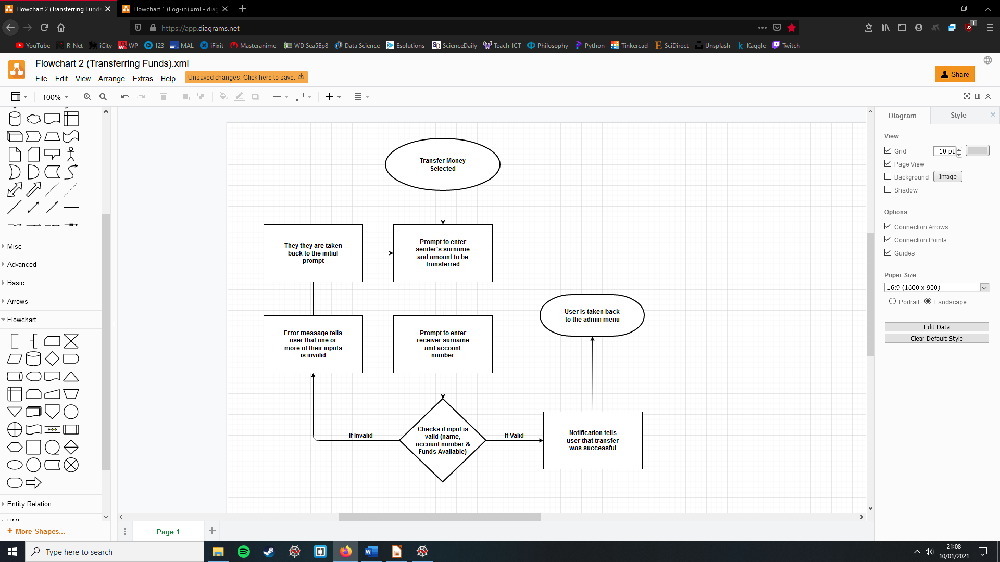 Flowchart 2 (Transferring Funds
Flowchart 1 (Log-in).xml - diag
https://app.diagrams.net
1
YouTube
R-Net
iCity
WP
123
MAL
iFixit
Masteranime
WD Sea5Ep8
Data Science
Esolutions
ScienceDaily
Teach-ICT
Philosophy
Python
Tinkercad
SciDirect
Unsplash
Kaggle
Twitch
Flowchart 2 (Transferring Funds).xml
File Edit View Arrange Extras Help
Unsaved changes. Click here to save.
Share
100%
Misc
Advanced
Basic
Arrows
Flowchart
Entity Relation
+ More Shapes...
Transfer Money
Selected
They they are taken
back to the initial
prompt
Prompt to enter
sender's surname
and amount to be
transferred
Error message tells
user that one or
more of their inputs
is invalid
Prompt to enter
receiver surname
and account
number
User is taken back
to the admin menu
If Invalid
Checks if input is
valid (name,
account number &
Funds Available)
If Valid
Notification tells
user that transfer
was successful
Page-1
Diagram
Style
View
Grid
10 pt
Page View
Background
Image
Shadow
Options
Connection Arrows
Connection Points
Guides
Paper Size
16:9 (1600 x 900)
Portrait
Landscape
Edit Data
Clear Default Style
Type here to search
21:08
10/01/2021